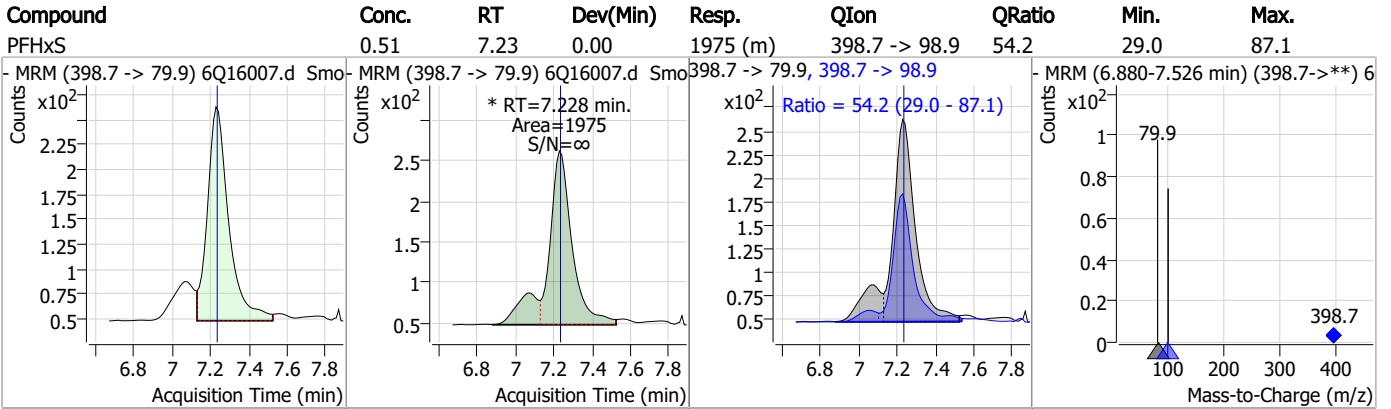 Compound Conc. RT Dev(Min) Resp. QIon QRatio Min. Max.
PFHxS 0.51 7.23 0.00 1975 (m) 398.7 -> 98.9 54.2 29.0 87.1
- MRM (398.7 -> 79.9) 6Q16007.d Smo
Counts
x10²
2.25
2
1.75
1.5
1.25
1
0.75
0.5
6.8 7 7.2 7.4 7.6 7.8
Acquisition Time (min)
- MRM (398.7 -> 79.9) 6Q16007.d Smo
Counts
x10²
* RT=7.228 min.
Area=1975
S/N=∞
2.5
2
1.5
1
0.5
6.8 7 7.2 7.4 7.6 7.8
Acquisition Time (min)
398.7 -> 79.9, 398.7 -> 98.9
Counts
x10²
Ratio = 54.2 (29.0 - 87.1)
2.5
2.25
2
1.75
1.5
1.25
1
0.75
0.5
6.8 7 7.2 7.4 7.6 7.8
Acquisition Time (min)
- MRM (6.880-7.526 min) (398.7->**) 6
Counts
x10²
79.9
1
0.8
0.6
0.4
0.2
398.7
0
100 200 300 400
Mass-to-Charge (m/z)